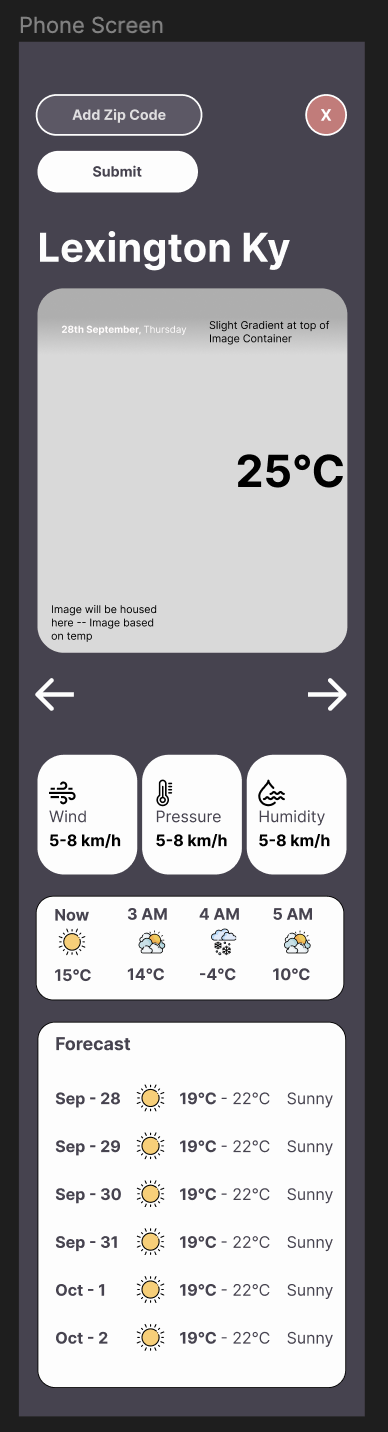 Phone Screen
Add Zip Code
X
Submit
Lexington Ky
28th September, Thursday
Slight Gradient at top of
Image Container
25°C
Image will be housed
here -- Image based
on temp
Wind
5-8 km/h
Pressure
5-8 km/h
Humidity
5-8 km/h
Now 3 AM 4 AM 5 AM
15°C 14°C -4°C 10°C
Forecast
Sep - 28 19°C - 22°C Sunny
Sep - 29 19°C - 22°C Sunny
Sep - 30 19°C - 22°C Sunny
Sep - 31 19°C - 22°C Sunny
Oct - 1 19°C - 22°C Sunny
Oct - 2 19°C - 22°C Sunny